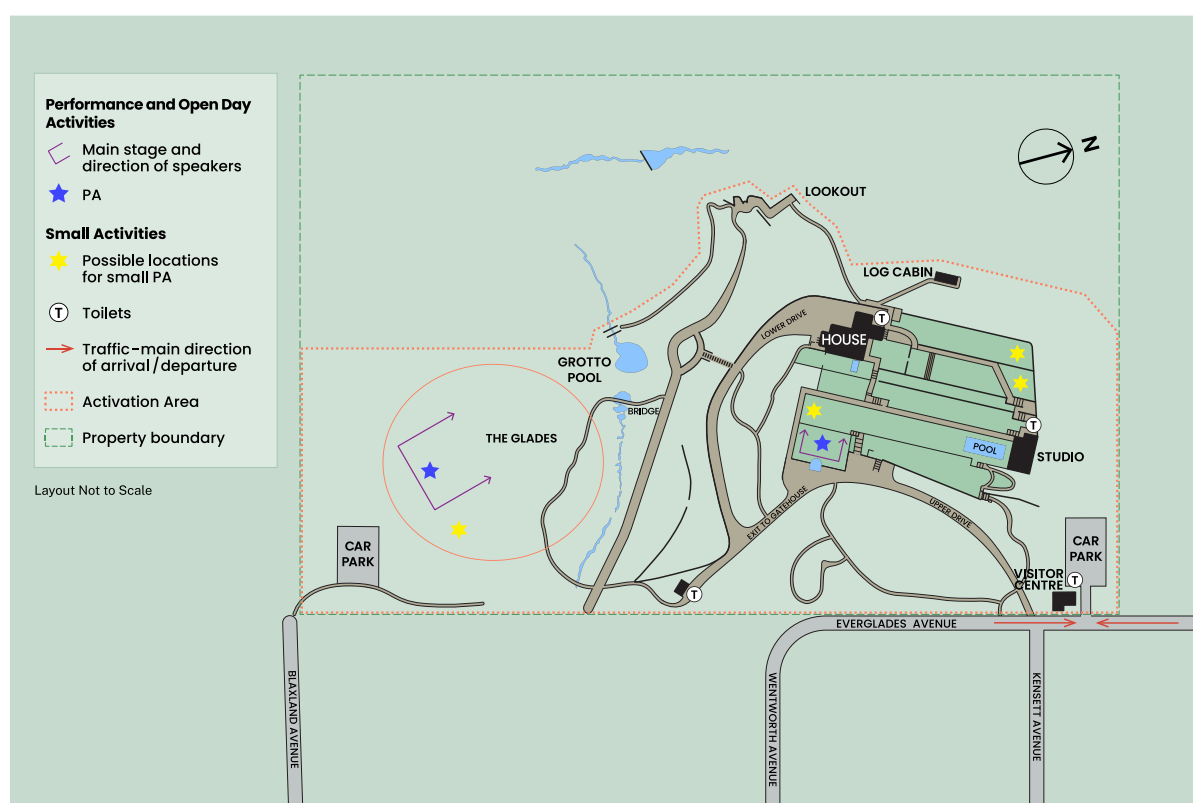 Performance and Open Day
Activities
Main stage and
direction of speakers
PA
Small Activities
Possible locations
for small PA
T
Toilets
Traffic – main direction
of arrival / departure
Activation Area
Property boundary
Layout Not to Scale
N
LOOKOUT
LOG CABIN
T
LOWER DRIVE
HOUSE
GROTTO
POOL
BRIDGE
THE GLADES
T
POOL
STUDIO
EXIT TO GATEHOUSE
UPPER DRIVE
CAR
PARK
CAR
PARK
VISITOR
CENTRE
T
T
EVERGLADES AVENUE
BLAXLAND AVENUE
WENTWORTH AVENUE
KENSETT AVENUE